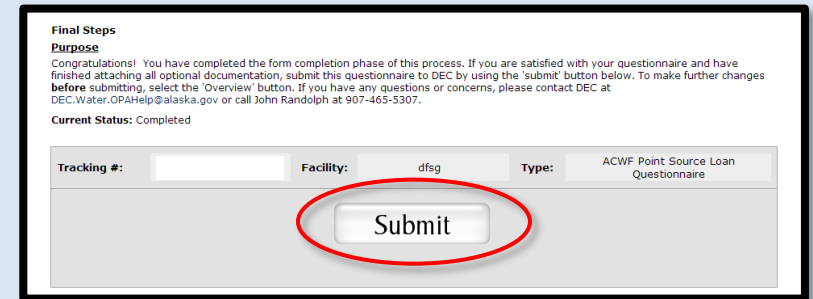 Final Steps
Purpose
Congratulations!  You have completed the form completion phase of this process. If you are satisfied with your questionnaire and have
finished attaching all optional documentation, submit this questionnaire to DEC by using the 'submit' button below. To make further changes
before submitting, select the 'Overview' button. If you have any questions or concerns, please contact DEC at
DEC.Water.OPAHelp@alaska.gov or call John Randolph at 907-465-5307.
Current Status: Completed
Tracking #: Facility: dfsg Type: ACWF Point Source Loan
Questionnaire
Submit